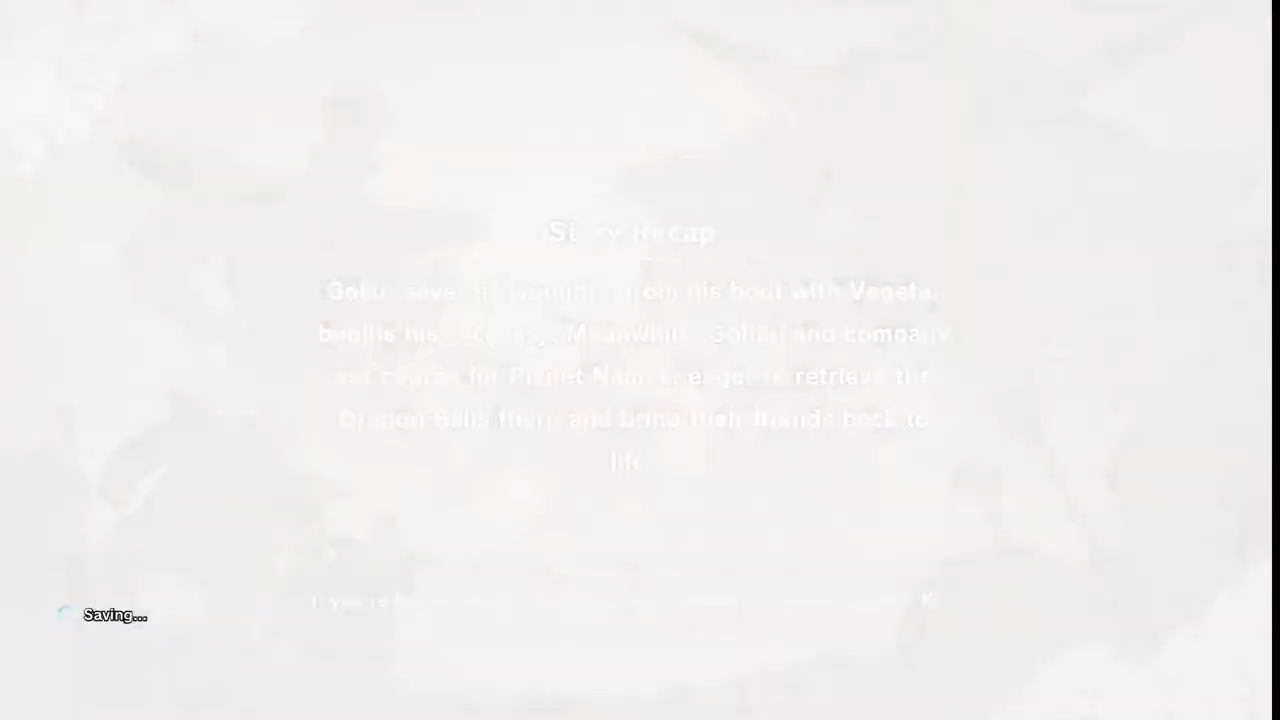 Story Recap
Goku, severely wounded from his bout with Vegeta,
begins his recovery. Meanwhile, Gohan and company
set course for Planet Namek, eager to retrieve the
Dragon Balls there and bring their friends back to
life.
Saving...